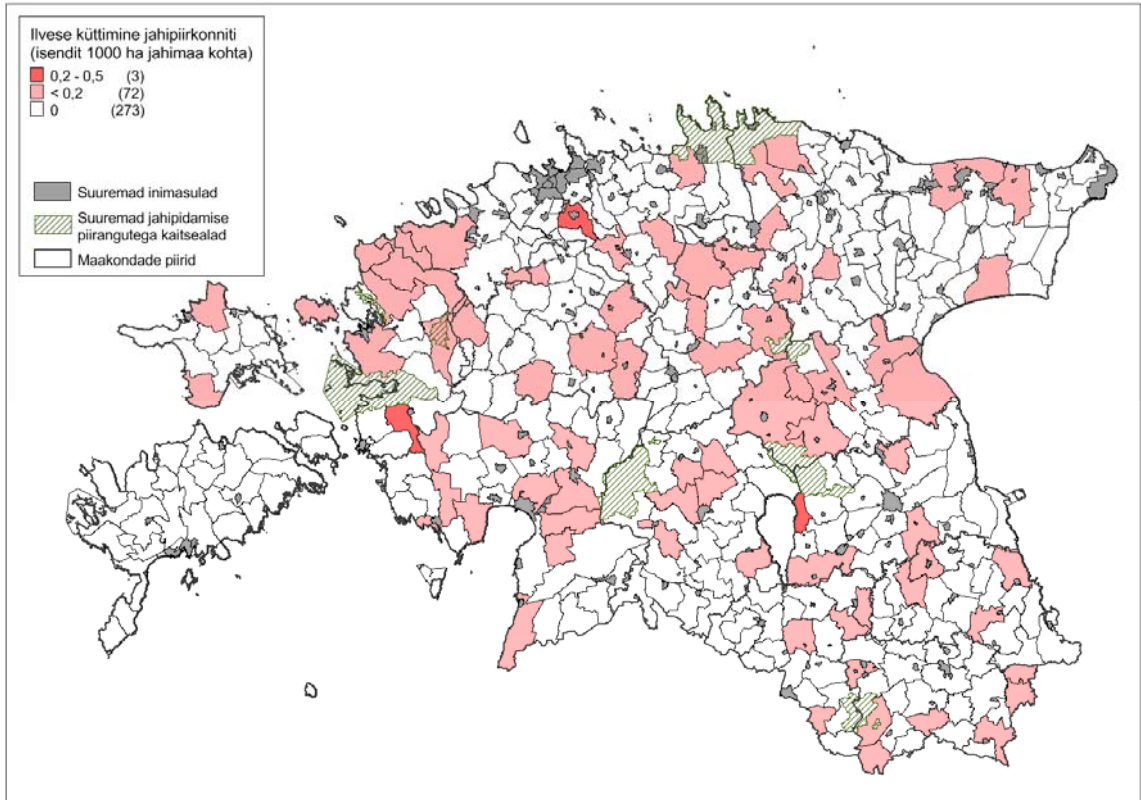 Ilvese küttimine jahipiirkonniti
(isendit 1000 ha jahimaa kohta)
0,2 - 0,5 (3)
< 0,2 (72)
0 (273)
Suuremad inimasulad
Suuremad jahipidamise
piirangutega kaitsealad
Maakondade piirid